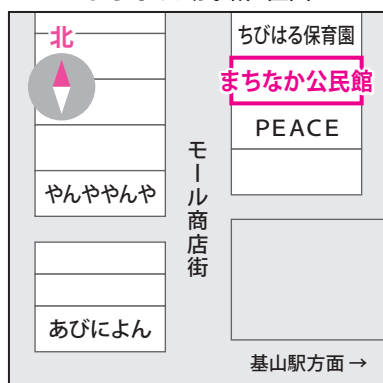 北
ちびはる保育園
まちなか公民館
PEACE
やんややんや
モール商店街
あびによん
基山駅方面→